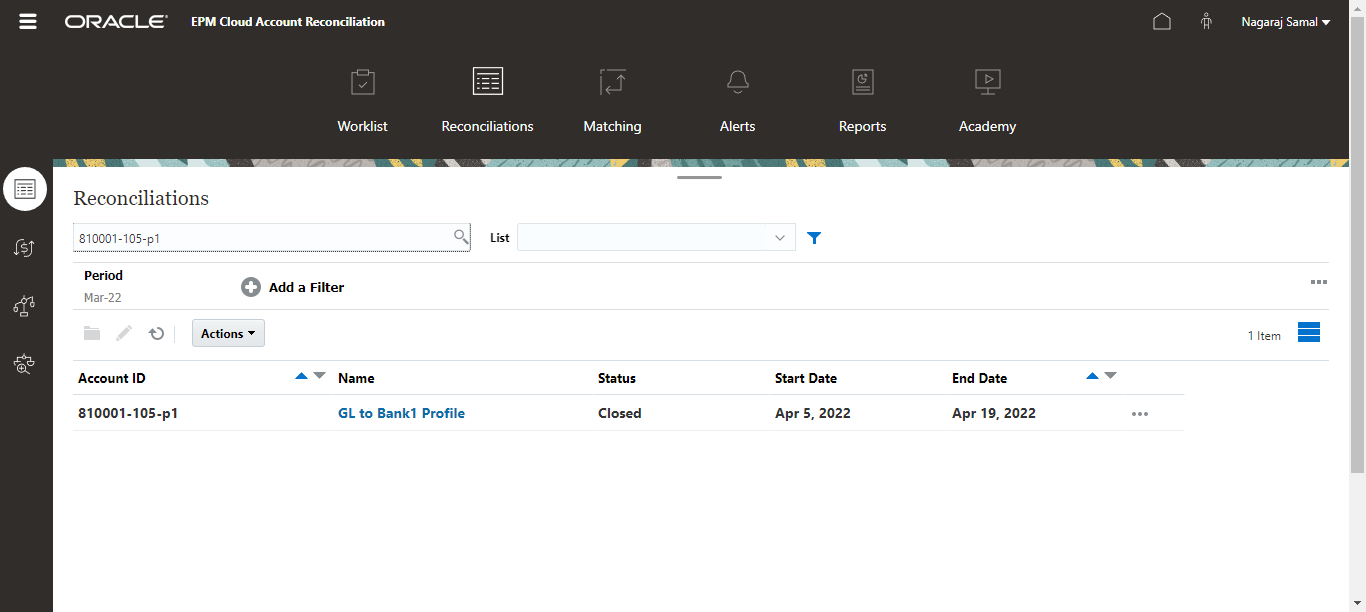 ORACLE EPM Cloud Account Reconciliation Nagaraj Samal
Worklist Reconciliations Matching Alerts Reports Academy
Reconciliations
810001-105-p1 List
Period
Mar-22
Add a Filter
Actions 1 Item
Account ID Name Status Start Date End Date
810001-105-p1 GL to Bank1 Profile Closed Apr 5, 2022 Apr 19, 2022